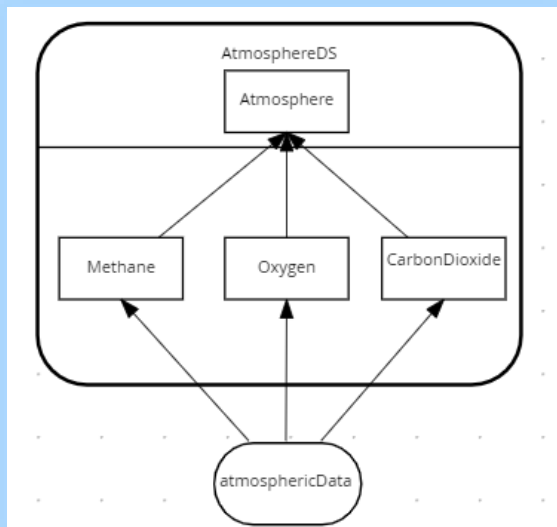 AtmosphereDS
Atmosphere
Methane
Oxygen
CarbonDioxide
atmosphericData